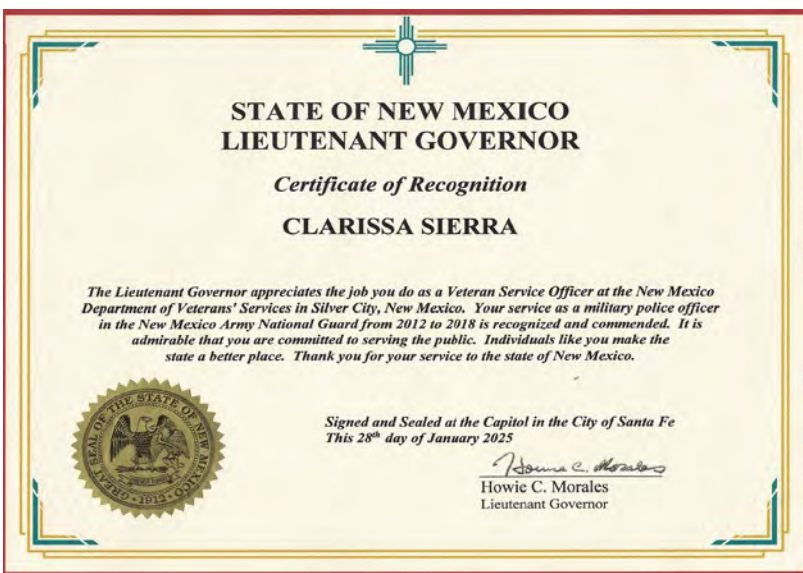 STATE OF NEW MEXICO
LIEUTENANT GOVERNOR
Certificate of Recognition
CLARISSA SIERRA
The Lieutenant Governor appreciates the job you do as a Veteran Service Officer at the New Mexico
Department of Veterans' Services in Silver City, New Mexico. Your service as a military police officer
in the New Mexico Army National Guard from 2012 to 2018 is recognized and commended. It is
admirable that you are committed to serving the public. Individuals like you make the
state a better place. Thank you for your service to the state of New Mexico.
Signed and Sealed at the Capitol in the City of Santa Fe
This 28th day of January 2025
Howie C. Morales
Howie C. Morales
Lieutenant Governor
GREAT SEAL OF THE STATE OF NEW MEXICO
·1912·